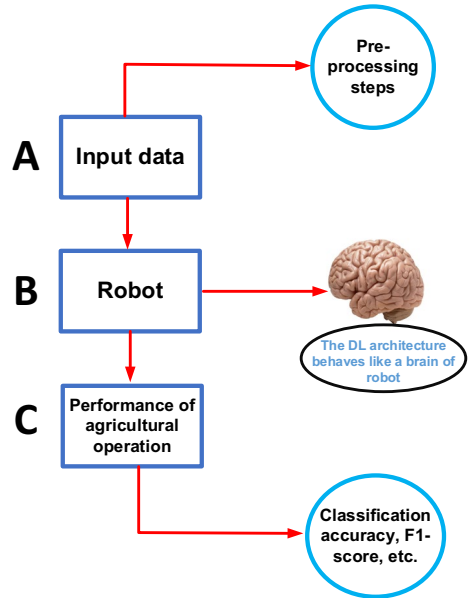 Pre-
processing
steps
A
Input data
B
Robot
The DL architecture
behaves like a brain of
robot
C
Performance of
agricultural
operation
Classification
accuracy, F1-
score, etc.